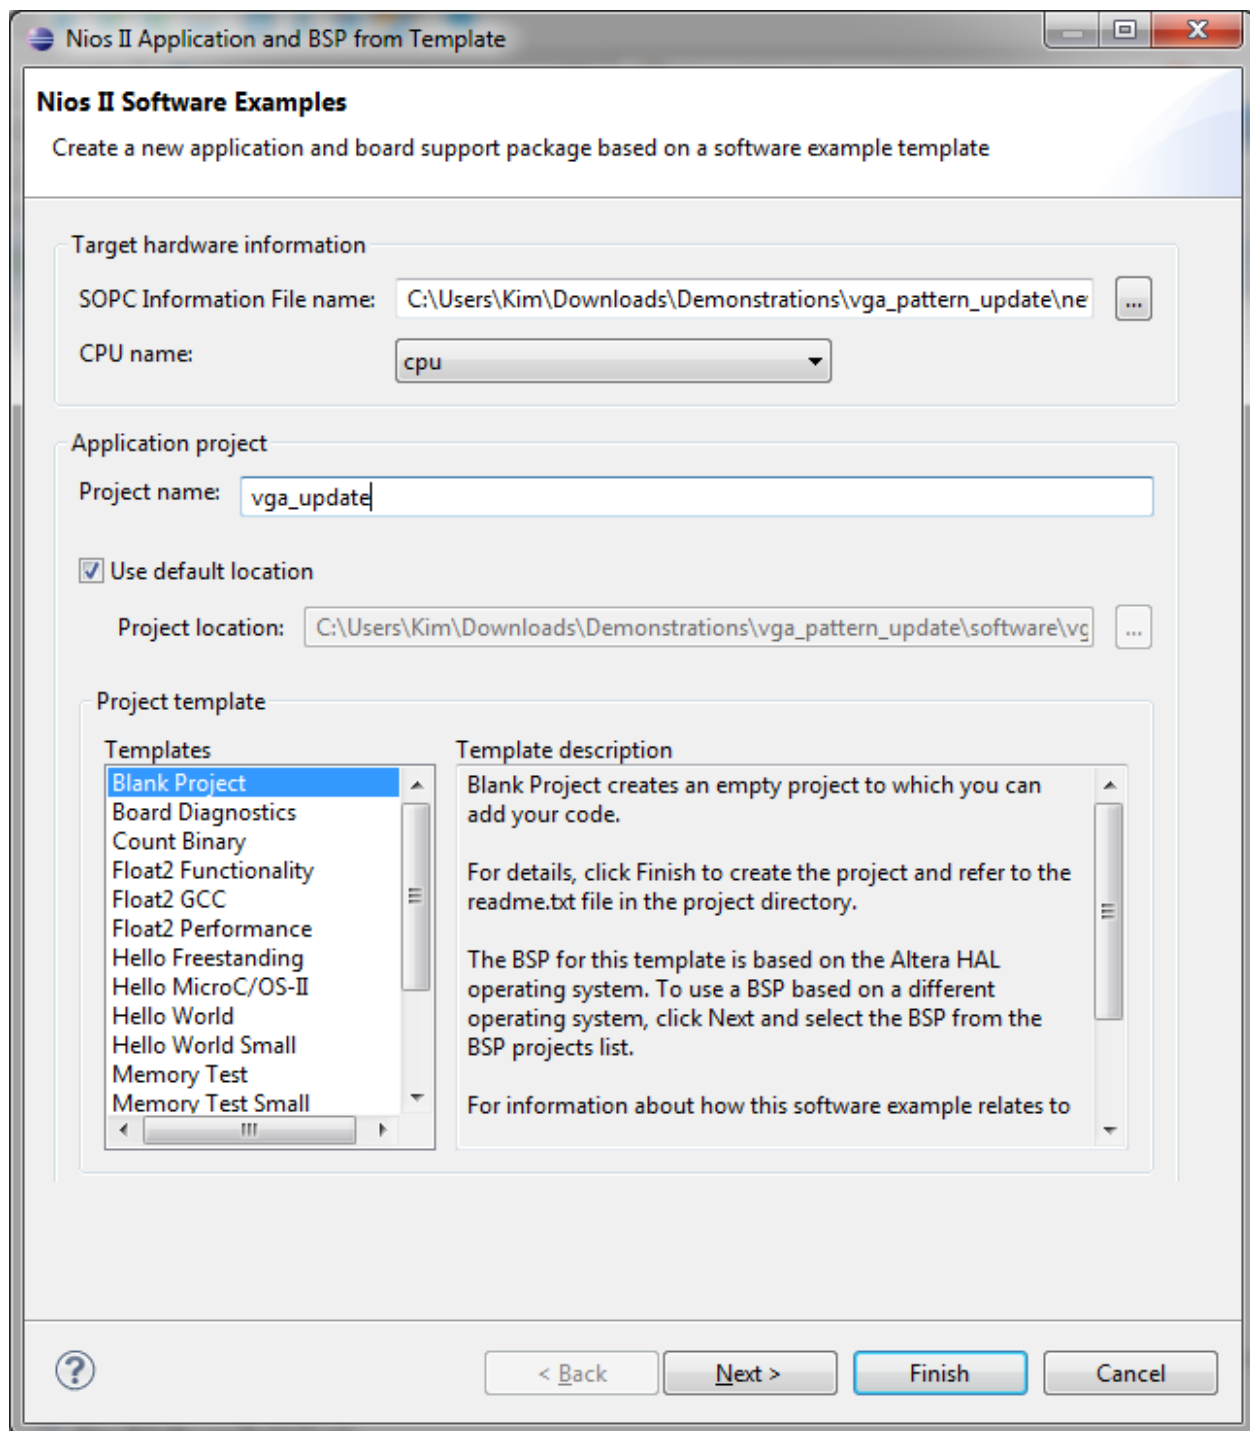 Nios II Application and BSP from Template
Nios II Software Examples
Create a new application and board support package based on a software example template
Target hardware information
SOPC Information File name: C:\Users\Kim\Downloads\Demonstrations\vga_pattern_update\ne
...
CPU name: cpu
Application project
Project name: vga_update
Use default location
Project location: C:\Users\Kim\Downloads\Demonstrations\vga_pattern_update\software\vg
...
Project template
Templates
Blank Project
Board Diagnostics
Count Binary
Float2 Functionality
Float2 GCC
Float2 Performance
Hello Freestanding
Hello MicroC/OS-II
Hello World
Hello World Small
Memory Test
Memory Test Small
Template description
Blank Project creates an empty project to which you can
add your code.
For details, click Finish to create the project and refer to the
readme.txt file in the project directory.
The BSP for this template is based on the Altera HAL
operating system. To use a BSP based on a different
operating system, click Next and select the BSP from the
BSP projects list.
For information about how this software example relates to
?
< Back
Next >
Finish
Cancel